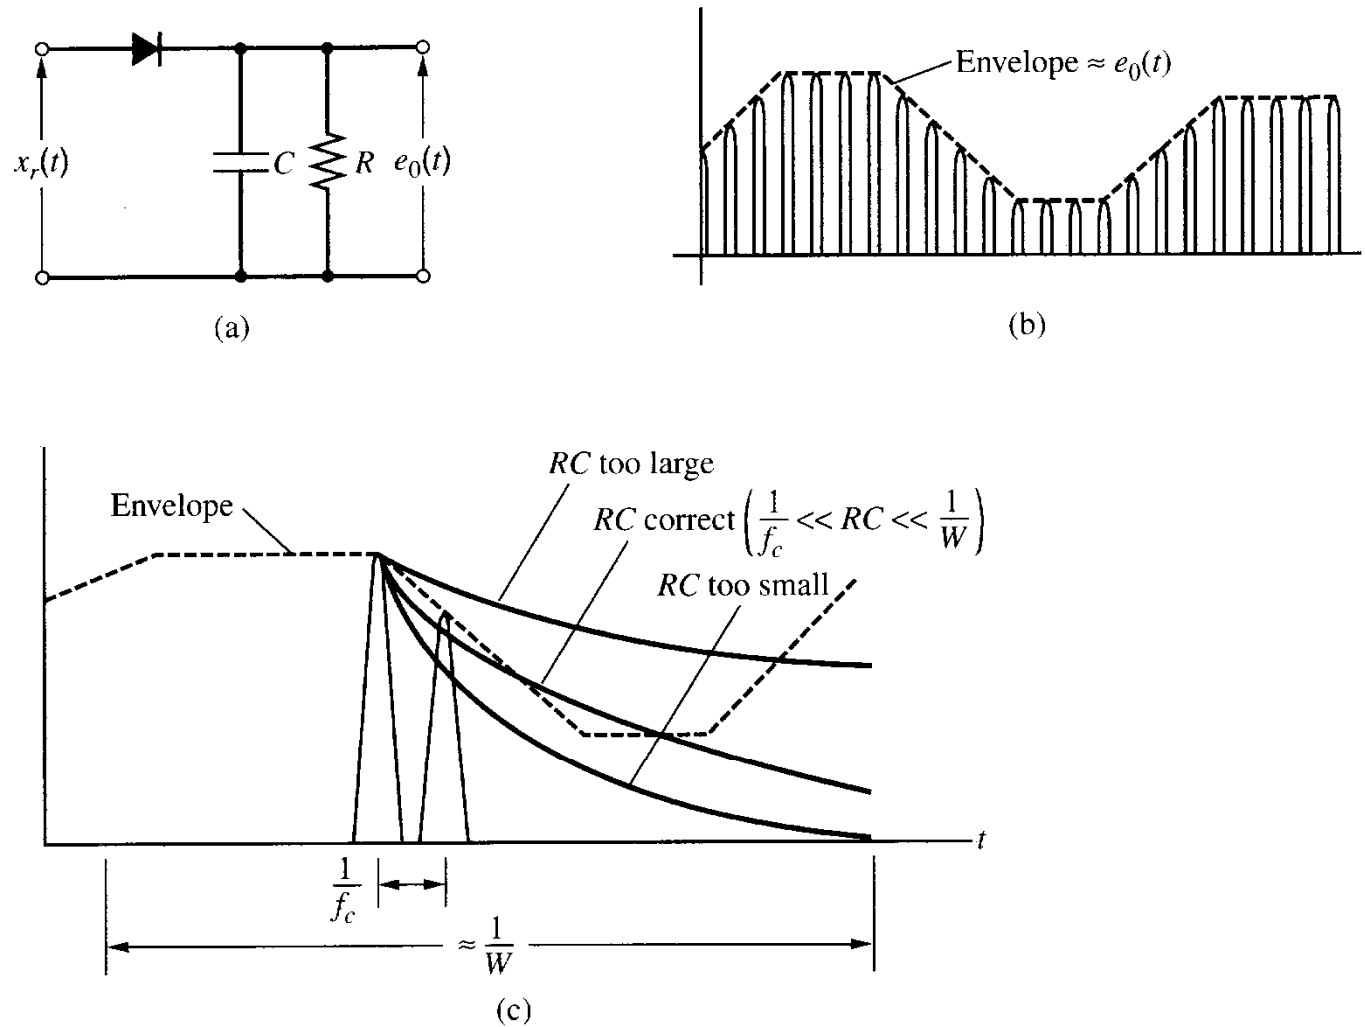 x_r(t)
C
R
e_0(t)
(a)
Envelope ≈ e_0(t)
(b)
RC too large
Envelope
RC correct (1/f_c << RC << 1/W)
RC too small
t
1/f_c
≈ 1/W
(c)